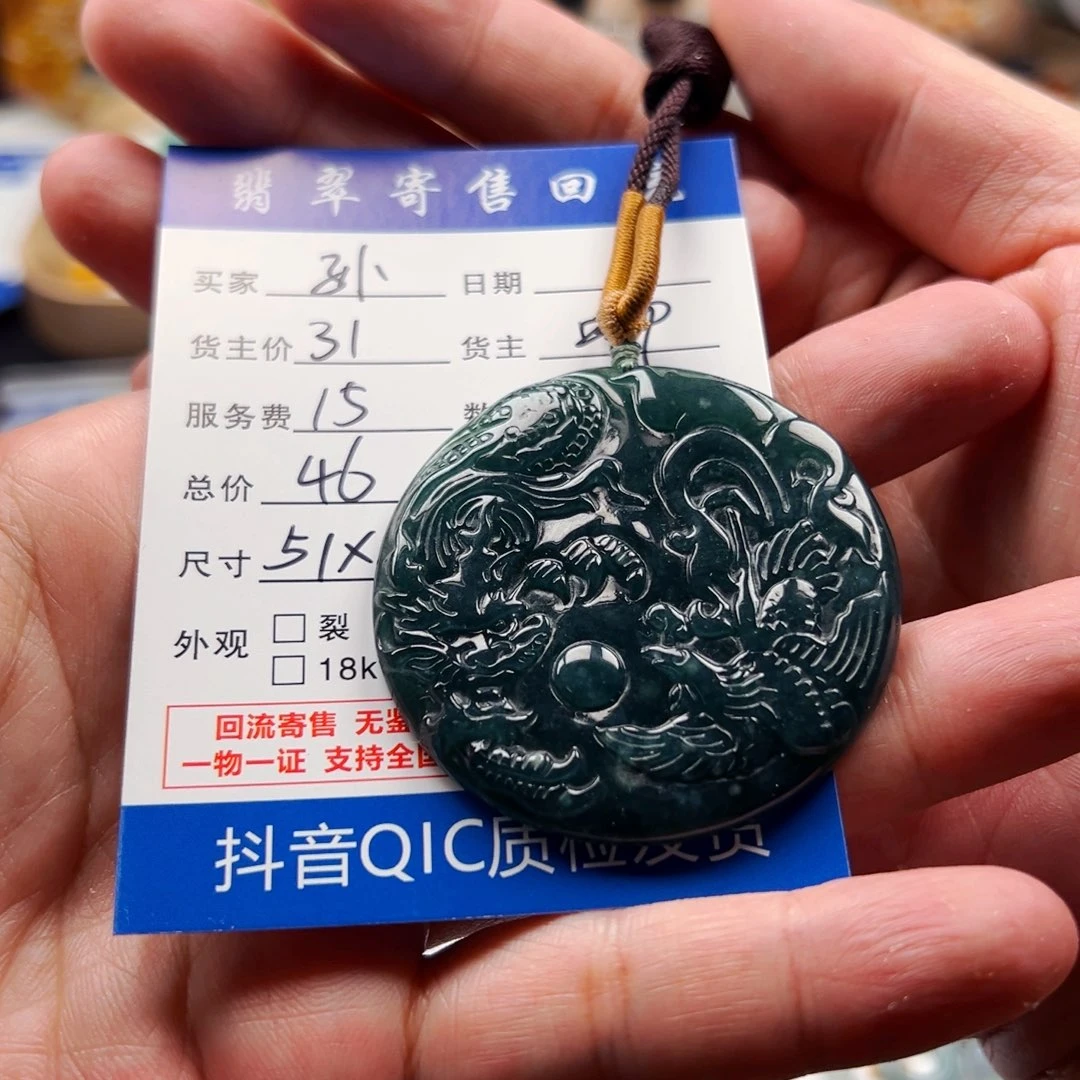 翡翠寄售回
买家 孙 日期
货主价 31 货主
服务费 15 数
总价 46
尺寸 51X
外观 □ 裂
□ 18k
回流寄售 无鉴
一物一证 支持全国
抖音QIC质检发货